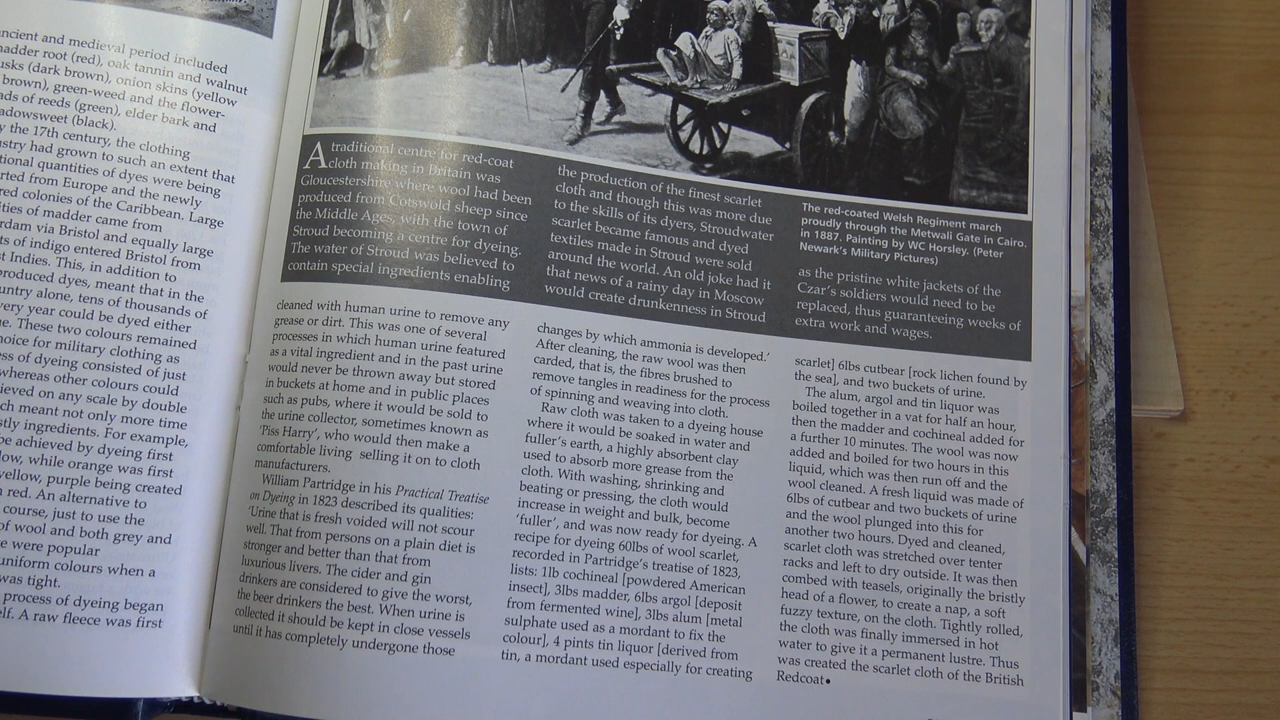 ancient and medieval period included
madder root (red), oak tannin and walnut
husks (dark brown), onion skins (yellow
brown), green-weed and the flower-
heads of reeds (green), elder bark and
meadowsweet (black).
By the 17th century, the clothing
industry had grown to such an extent that
quantities of dyes were being
from Europe and the newly
colonies of the Caribbean. Large
of madder came from
via Bristol and equally large
of indigo entered Bristol from
Indies. This, in addition to
produced dyes, meant that in the
alone, tens of thousands of
every year could be dyed either
These two colours remained
choice for military clothing as
of dyeing consisted of just
whereas other colours could
on any scale by double
which meant not only more time
ingredients. For example,
be achieved by dyeing first
while orange was first
yellow, purple being created
red. An alternative to
course, just to use the
of wool and both grey and
were popular
uniform colours when a
was tight.
process of dyeing began
A raw fleece was first
A traditional centre for red-coat
cloth making in Britain was
Gloucestershire where wool had been
produced from Cotswold sheep since
the Middle Ages, with the town of
Stroud becoming a centre for dyeing.
The water of Stroud was believed to
contain special ingredients enabling
the production of the finest scarlet
cloth and though this was more due
to the skills of its dyers, Stroudwater
scarlet became famous and dyed
textiles made in Stroud were sold
around the world. An old joke had it
that news of a rainy day in Moscow
would create drunkenness in Stroud
The red-coated Welsh Regiment march
proudly through the Metwali Gate in Cairo.
in 1887. Painting by WC Horsley. (Peter
Newark's Military Pictures)
as the pristine white jackets of the
Czar's soldiers would need to be
replaced, thus guaranteeing weeks of
extra work and wages.
cleaned with human urine to remove any
grease or dirt. This was one of several
processes in which human urine featured
as a vital ingredient and in the past urine
would never be thrown away but stored
in buckets at home and in public places
such as pubs, where it would be sold to
the urine collector, sometimes known as
'Piss Harry', who would then make a
comfortable living selling it on to cloth
manufacturers.
William Partridge in his Practical Treatise
on Dyeing in 1823 described its qualities:
'Urine that is fresh voided will not scour
well. That from persons on a plain diet is
stronger and better than that from
luxurious livers. The cider and gin
drinkers are considered to give the worst,
the beer drinkers the best. When urine is
collected it should be kept in close vessels
until it has completely undergone those
changes by which ammonia is developed.'
After cleaning, the raw wool was then
carded, that is, the fibres brushed to
remove tangles in readiness for the process
of spinning and weaving into cloth.
Raw cloth was taken to a dyeing house
where it would be soaked in water and
fuller's earth, a highly absorbent clay
used to absorb more grease from the
cloth. With washing, shrinking and
beating or pressing, the cloth would
increase in weight and bulk, become
'fuller', and was now ready for dyeing. A
recipe for dyeing 60lbs of wool scarlet,
recorded in Partridge's treatise of 1823,
lists: 1lb cochineal [powdered American
insect], 3lbs madder, 6lbs argol [deposit
from fermented wine], 3lbs alum [metal
sulphate used as a mordant to fix the
colour], 4 pints tin liquor [derived from
tin, a mordant used especially for creating
scarlet] 6lbs cutbear [rock lichen found by
the sea], and two buckets of urine.
The alum, argol and tin liquor was
boiled together in a vat for half an hour,
then the madder and cochineal added for
a further 10 minutes. The wool was now
added and boiled for two hours in this
liquid, which was then run off and the
wool cleaned. A fresh liquid was made of
6lbs of cutbear and two buckets of urine
and the wool plunged into this for
another two hours. Dyed and cleaned,
scarlet cloth was stretched over tenter
racks and left to dry outside. It was then
combed with teasels, originally the bristly
head of a flower, to create a nap, a soft
fuzzy texture, on the cloth. Tightly rolled,
the cloth was finally immersed in hot
water to give it a permanent lustre. Thus
was created the scarlet cloth of the British
Redcoat•